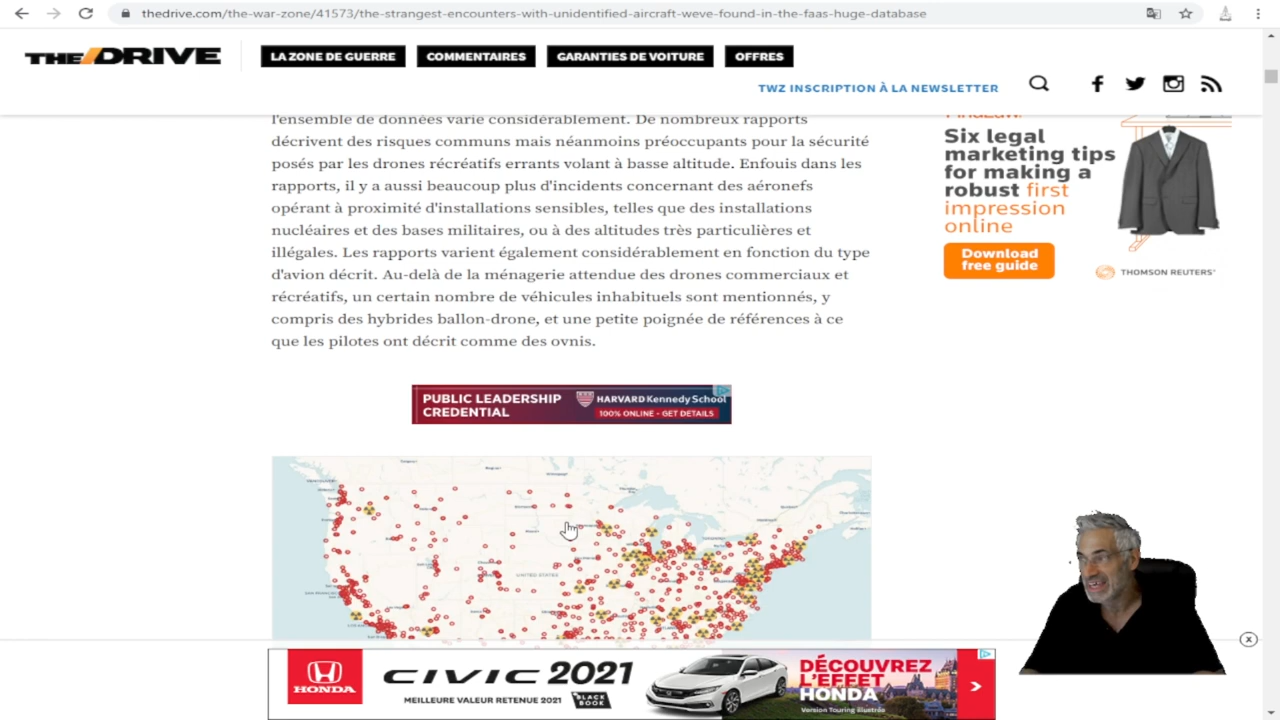 thedrive.com/the-war-zone/41573/the-strangest-encounters-with-unidentified-aircraft-weve-found-in-the-faas-huge-database
THE/DRIVE
LA ZONE DE GUERRE
COMMENTAIRES
GARANTIES DE VOITURE
OFFRES
TWZ INSCRIPTION À LA NEWSLETTER
l'ensemble de données varie considérablement. De nombreux rapports
décrivent des risques communs mais néanmoins préoccupants pour la sécurité
posés par les drones récréatifs errants volant à basse altitude. Enfouis dans les
rapports, il y a aussi beaucoup plus d'incidents concernant des aéronefs
opérant à proximité d'installations sensibles, telles que des installations
nucléaires et des bases militaires, ou à des altitudes très particulières et
illégales. Les rapports varient également considérablement en fonction du type
d'avion décrit. Au-delà de la ménagerie attendue des drones commerciaux et
récréatifs, un certain nombre de véhicules inhabituels sont mentionnés, y
compris des hybrides ballon-drone, et une petite poignée de références à ce
que les pilotes ont décrit comme des ovnis.
Six legal
marketing tips
for making a
robust first
impression
online
Download
free guide
THOMSON REUTERS
PUBLIC LEADERSHIP
CREDENTIAL
HARVARD Kennedy School
100% ONLINE - GET DETAILS
UNITED STATES
HONDA
CIVIC 2021
MEILLEURE VALEUR RETENUE 2021
BLACK
BOOK
DÉCOUVREZ
L'EFFET
HONDA
Version Touring illustrée